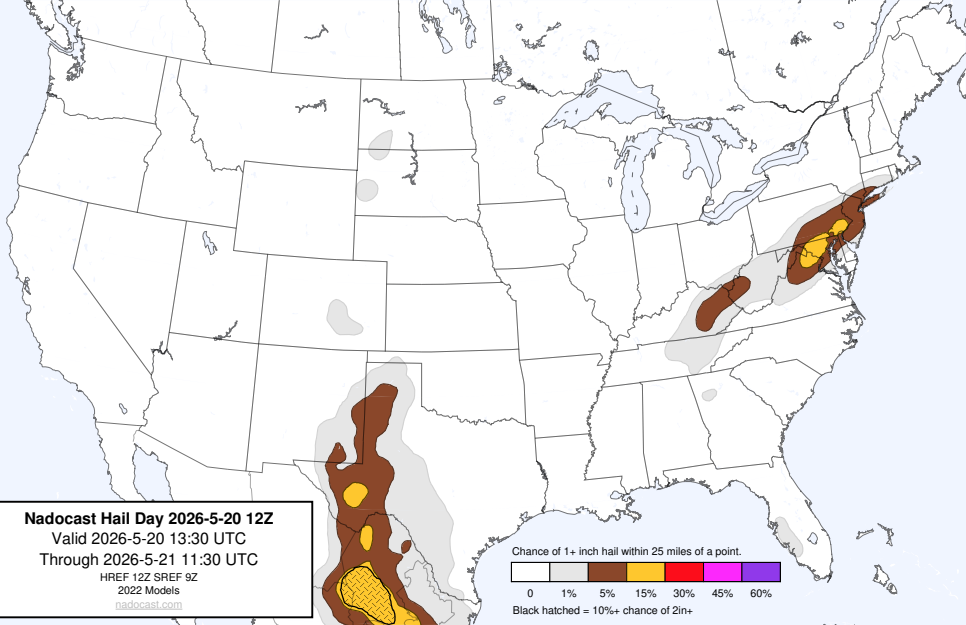 Nadocast Hail Day 2026-5-20 12Z
Valid 2026-5-20 13:30 UTC
Through 2026-5-21 11:30 UTC
HREF 12Z SREF 9Z
2022 Models
nadocast.com
Chance of 1+ inch hail within 25 miles of a point.
0 1% 5% 15% 30% 45% 60%
Black hatched = 10%+ chance of 2in+